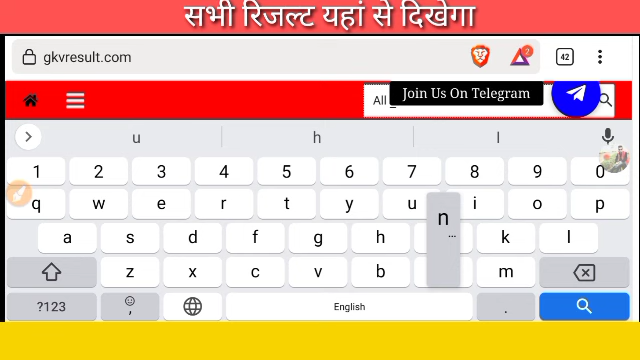 सभी रिजल्ट यहां से दिखेगा
gkvresult.com 2 42
All Join Us On Telegram
u h I
1 2 3 4 5 6 7 8 9 0
q w e r t y u i o p
a s d f g h k l
n
...
z x c v b m
?123 , English .